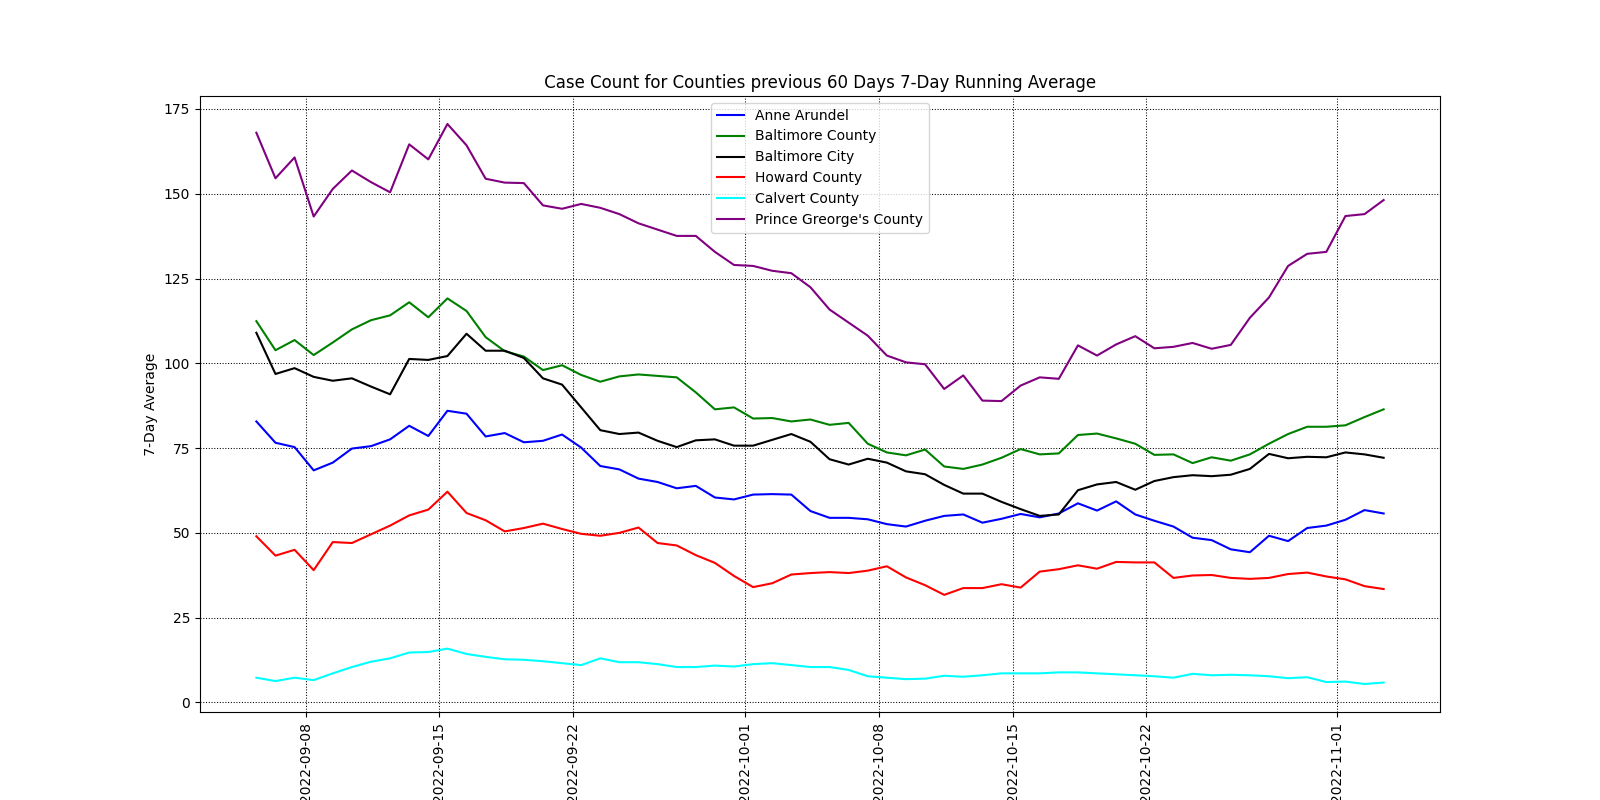 Case Count for Counties previous 60 Days 7-Day Running Average
175
150
125
100
75
50
25
0
7-Day Average
Anne Arundel
Baltimore County
Baltimore City
Howard County
Calvert County
Prince Greorge's County
2022-09-08
2022-09-15
2022-09-22
2022-10-01
2022-10-08
2022-10-15
2022-10-22
2022-11-01